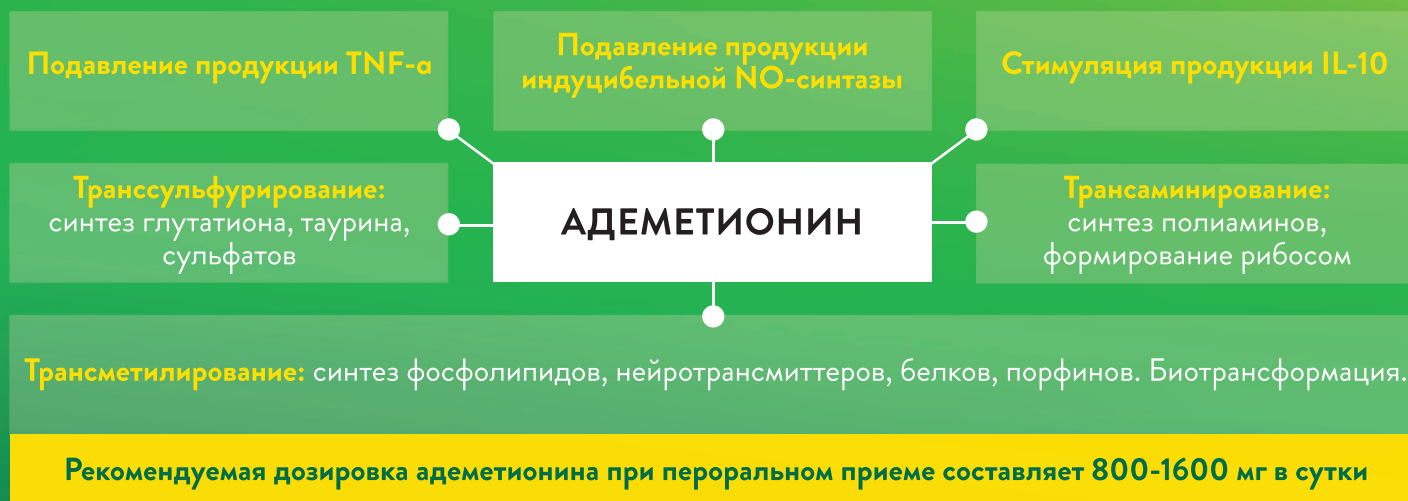 Подавление продукции TNF-α
Подавление продукции
индуцибельной NO-синтазы
Стимуляция продукции IL-10
Транссульфурирование:
синтез глутатиона, таурина,
сульфатов
АДЕМЕТИОНИН
Трансаминирование:
синтез полиаминов,
формирование рибосом
Трансметилирование: синтез фосфолипидов, нейротрансмиттеров, белков, порфинов. Биотрансформация.
Рекомендуемая дозировка адеметионина при пероральном приеме составляет 800-1600 мг в сутки